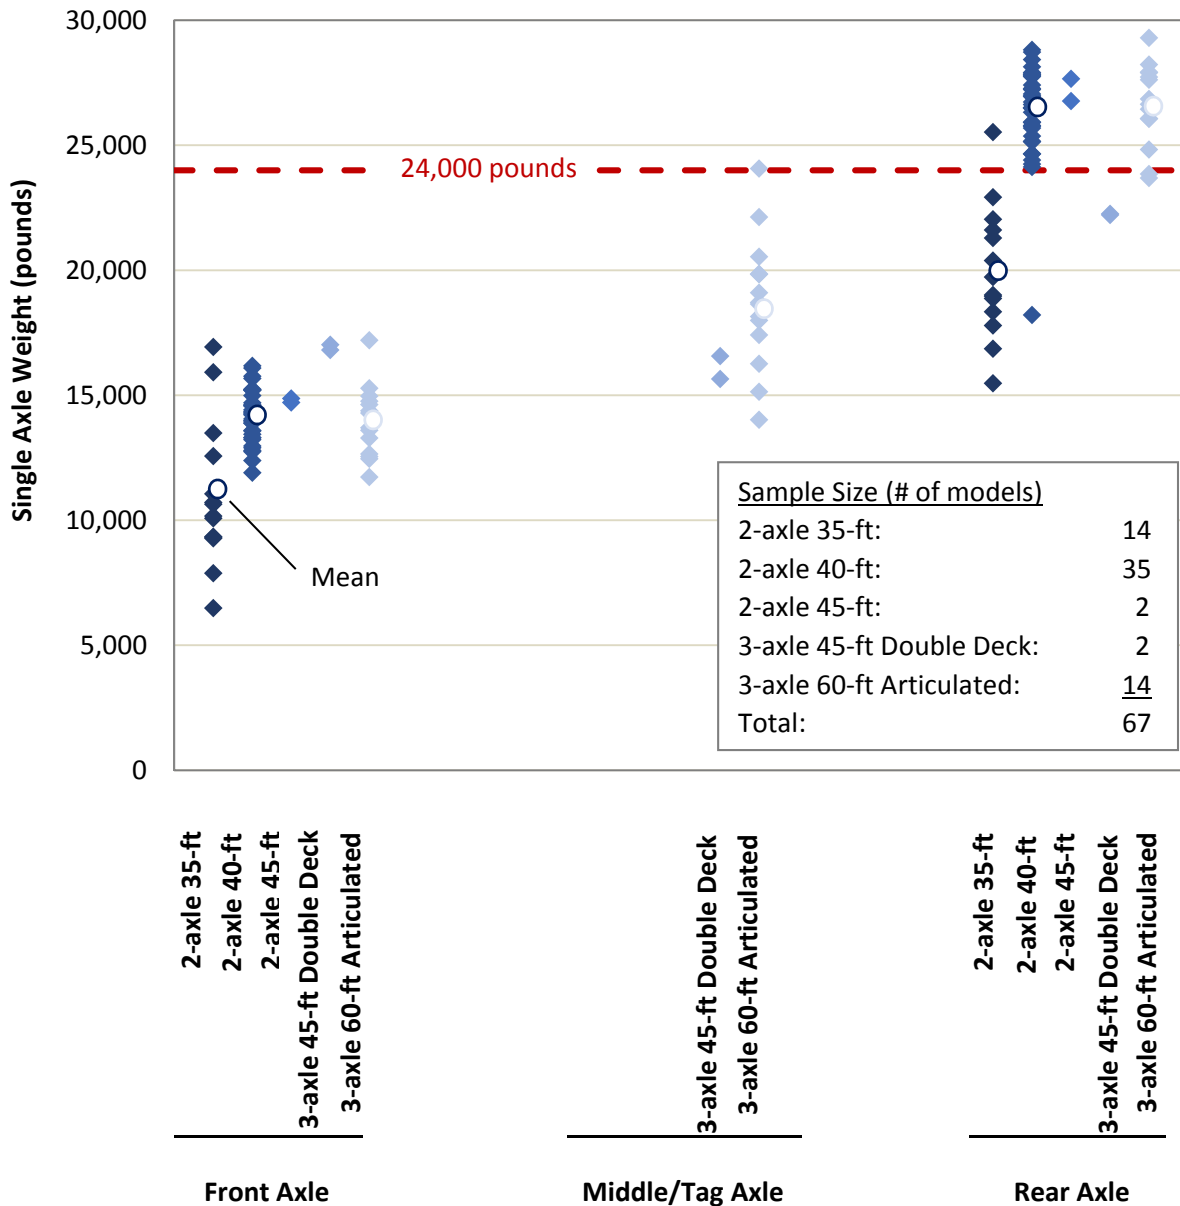 30,000
25,000
20,000
15,000
10,000
5,000
0
Single Axle Weight (pounds)
24,000 pounds
Mean
Sample Size (# of models)
2-axle 35-ft: 14
2-axle 40-ft: 35
2-axle 45-ft: 2
3-axle 45-ft Double Deck: 2
3-axle 60-ft Articulated: 14
Total: 67
2-axle 35-ft
2-axle 40-ft
2-axle 45-ft
3-axle 45-ft Double Deck
3-axle 60-ft Articulated
3-axle 45-ft Double Deck
3-axle 60-ft Articulated
2-axle 35-ft
2-axle 40-ft
2-axle 45-ft
3-axle 45-ft Double Deck
3-axle 60-ft Articulated
Front Axle
Middle/Tag Axle
Rear Axle